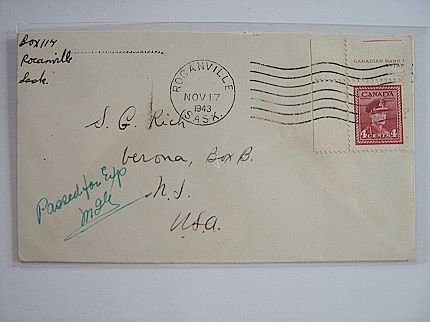 Box 114
Rocanville
Sask.
ROCANVILLE
NOV 17
1943
SASK.
CANADIAN BANK
CANADA
4 CENTS 4
S. G. Rich
Verona, Box B.
N. J.
U.S.A.
Passed for Exp